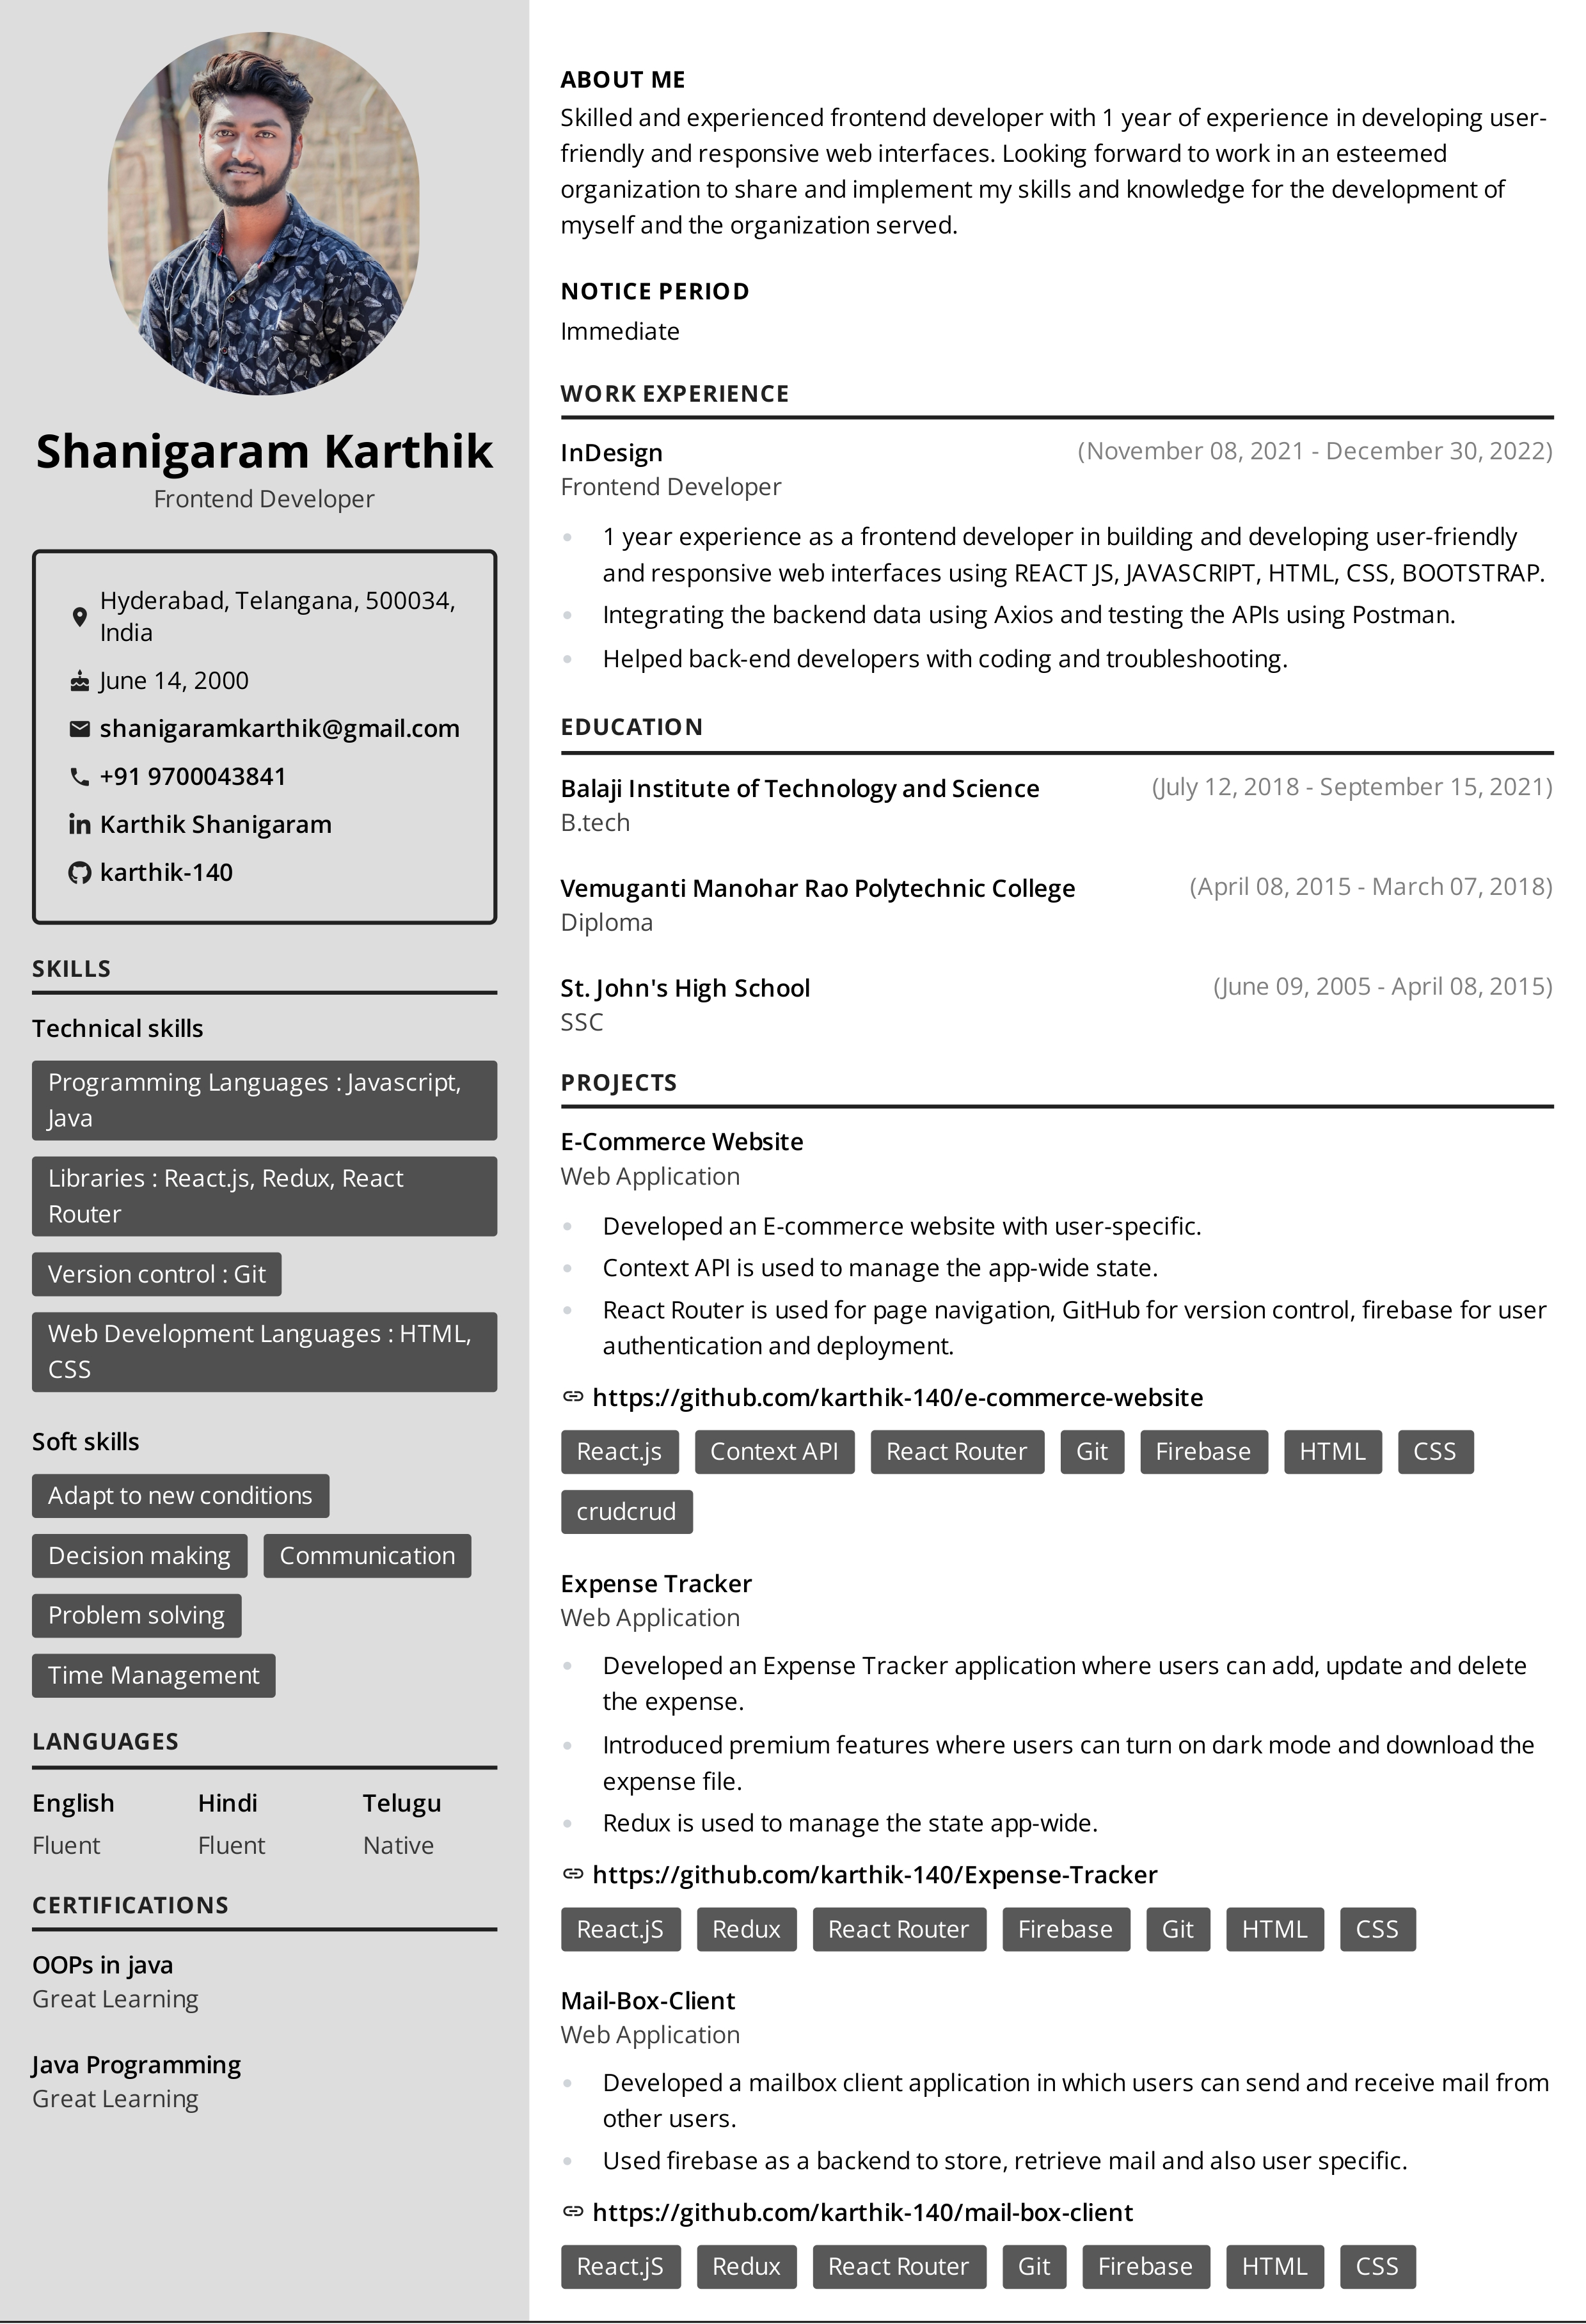 Shanigaram Karthik
Frontend Developer
Hyderabad, Telangana, 500034,
India
June 14, 2000
shanigaramkarthik@gmail.com
+91 9700043841
Karthik Shanigaram
karthik-140
SKILLS
Technical skills
Programming Languages : Javascript,
Java
Libraries : React.js, Redux, React
Router
Version control : Git
Web Development Languages : HTML,
CSS
Soft skills
Adapt to new conditions
Decision making Communication
Problem solving
Time Management
LANGUAGES
English Hindi Telugu
Fluent Fluent Native
CERTIFICATIONS
OOPs in java
Great Learning
Java Programming
Great Learning
ABOUT ME
Skilled and experienced frontend developer with 1 year of experience in developing user-
friendly and responsive web interfaces. Looking forward to work in an esteemed
organization to share and implement my skills and knowledge for the development of
myself and the organization served.
NOTICE PERIOD
Immediate
WORK EXPERIENCE
InDesign (November 08, 2021 - December 30, 2022)
Frontend Developer
1 year experience as a frontend developer in building and developing user-friendly
and responsive web interfaces using REACT JS, JAVASCRIPT, HTML, CSS, BOOTSTRAP.
Integrating the backend data using Axios and testing the APIs using Postman.
Helped back-end developers with coding and troubleshooting.
EDUCATION
Balaji Institute of Technology and Science (July 12, 2018 - September 15, 2021)
B.tech
Vemuganti Manohar Rao Polytechnic College (April 08, 2015 - March 07, 2018)
Diploma
St. John's High School (June 09, 2005 - April 08, 2015)
SSC
PROJECTS
E-Commerce Website
Web Application
Developed an E-commerce website with user-specific.
Context API is used to manage the app-wide state.
React Router is used for page navigation, GitHub for version control, firebase for user
authentication and deployment.
https://github.com/karthik-140/e-commerce-website
React.js Context API React Router Git Firebase HTML CSS
crudcrud
Expense Tracker
Web Application
Developed an Expense Tracker application where users can add, update and delete
the expense.
Introduced premium features where users can turn on dark mode and download the
expense file.
Redux is used to manage the state app-wide.
https://github.com/karthik-140/Expense-Tracker
React.jS Redux React Router Firebase Git HTML CSS
Mail-Box-Client
Web Application
Developed a mailbox client application in which users can send and receive mail from
other users.
Used firebase as a backend to store, retrieve mail and also user specific.
https://github.com/karthik-140/mail-box-client
React.jS Redux React Router Git Firebase HTML CSS